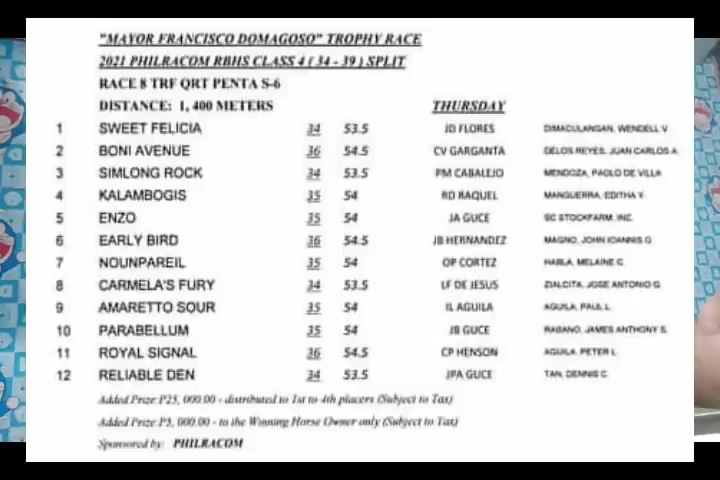 "MAYOR FRANCISCO DOMAGOSO" TROPHY RACE
2021 PHILRACOM RBHS CLASS 4 ( 34 - 39 ) SPLIT
RACE 8 TRF QRT PENTA S-6
DISTANCE: 1, 400 METERS THURSDAY
1 SWEET FELICIA 34 53.5 JD FLORES DIMACULANGAN, WENDELL V.
2 BONI AVENUE 36 54.5 CV GARGANTA DELOS REYES, JUAN CARLOS A.
3 SIMLONG ROCK 34 53.5 PM CABALEJO MENDOZA, PAOLO DE VILLA
4 KALAMBOGIS 35 54 RD RAQUEL MANGUERRA, EDITHA Y.
5 ENZO 35 54 JA GUCE SC STOCKFARM, INC.
6 EARLY BIRD 36 54.5 JB HERNANDEZ MAGNO, JOHN IOANNIS G.
7 NOUNPAREIL 35 54 OP CORTEZ HABLA, MELAINE C.
8 CARMELA'S FURY 34 53.5 LF DE JESUS ZIALCITA, JOSE ANTONIO G.
9 AMARETTO SOUR 35 54 IL AGUILA AGUILA, PAUL L.
10 PARABELLUM 35 54 JB GUCE RABANO, JAMES ANTHONY S.
11 ROYAL SIGNAL 36 54.5 CP HENSON AGUILA, PETER L.
12 RELIABLE DEN 34 53.5 JPA GUCE TAN, DENNIS C.
Added Prize: P25, 000.00 - distributed to 1st to 4th placers (Subject to Tax)
Added Prize: P5, 000.00 - to the Winning Horse Owner only (Subject to Tax)
Sponsored by: PHILRACOM